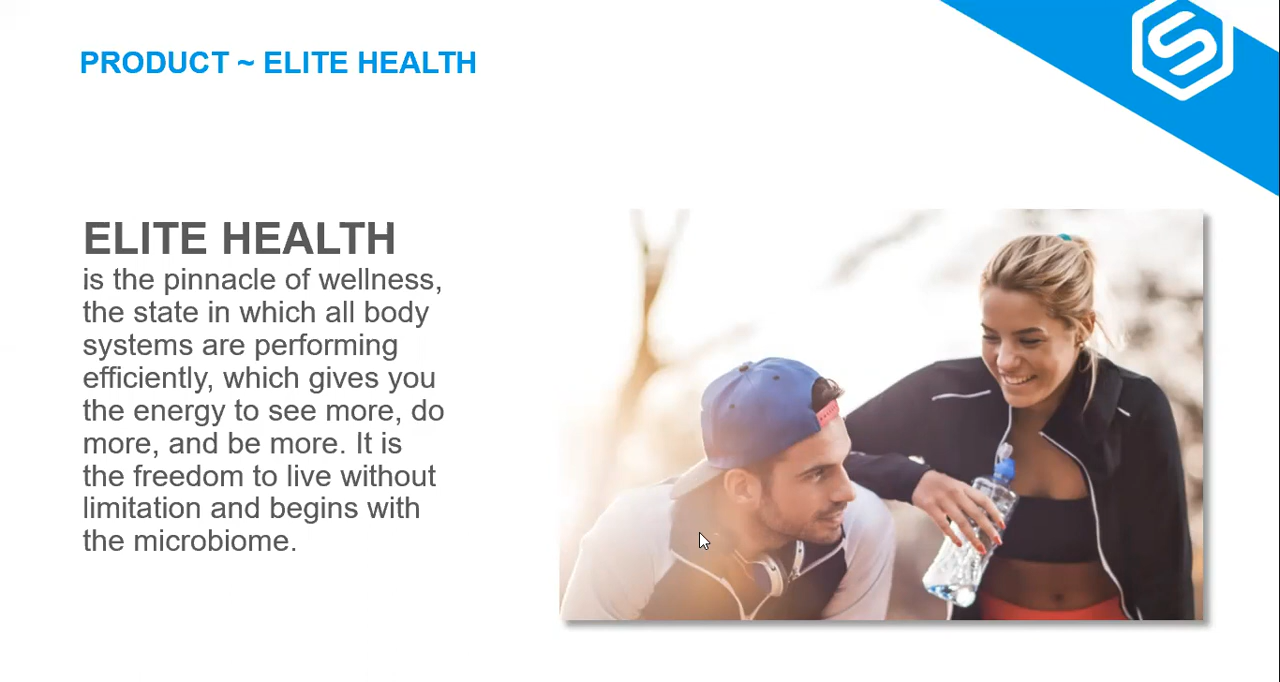 PRODUCT ~ ELITE HEALTH
ELITE HEALTH
is the pinnacle of wellness,
the state in which all body
systems are performing
efficiently, which gives you
the energy to see more, do
more, and be more. It is
the freedom to live without
limitation and begins with
the microbiome.